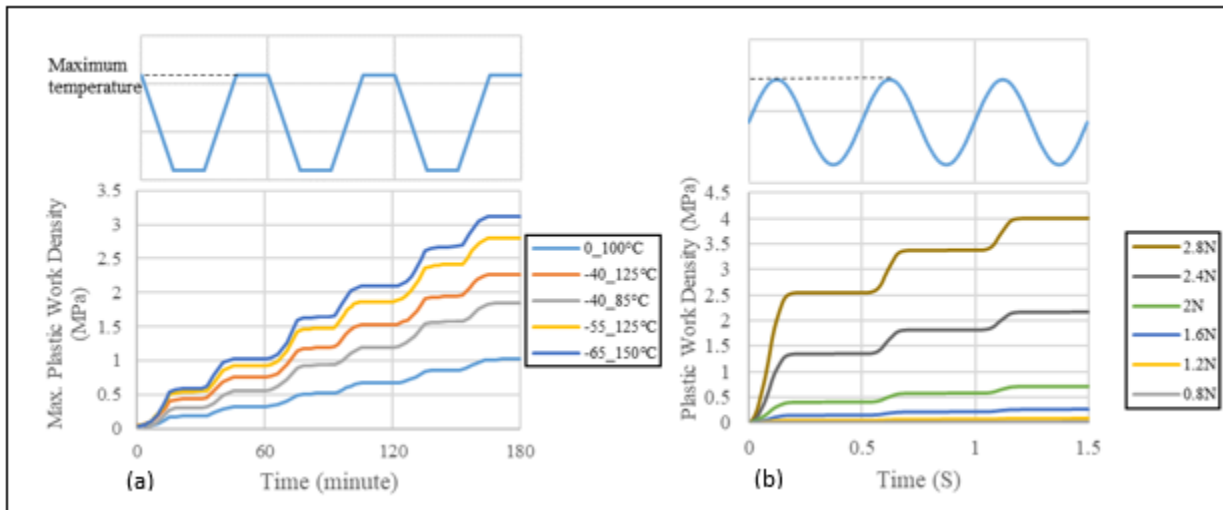 Maximum
temperature
Max. Plastic Work Density
(MPa)
3.5
3
2.5
2
1.5
1
0.5
0
0
60
120
180
(a)
Time (minute)
0_100°C
-40_125°C
-40_85°C
-55_125°C
-65_150°C
Plastic Work Density (MPa)
4.5
4
3.5
3
2.5
2
1.5
1
0.5
0
0
0.5
1
1.5
(b)
Time (S)
2.8N
2.4N
2N
1.6N
1.2N
0.8N